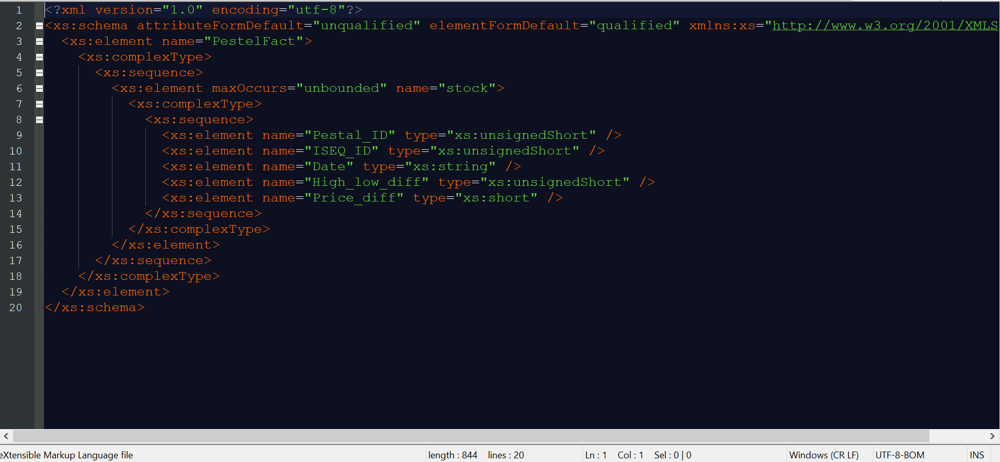 1 <?xml version="1.0" encoding="utf-8"?>
2 <xs:schema attributeFormDefault="unqualified" elementFormDefault="qualified" xmlns:xs="http://www.w3.org/2001/XMLS
3 <xs:element name="PestelFact">
4 <xs:complexType>
5 <xs:sequence>
6 <xs:element maxOccurs="unbounded" name="stock">
7 <xs:complexType>
8 <xs:sequence>
9 <xs:element name="Pestal_ID" type="xs:unsignedShort" />
10 <xs:element name="ISEQ_ID" type="xs:unsignedShort" />
11 <xs:element name="Date" type="xs:string" />
12 <xs:element name="High_low_diff" type="xs:unsignedShort" />
13 <xs:element name="Price_diff" type="xs:short" />
14 </xs:sequence>
15 </xs:complexType>
16 </xs:element>
17 </xs:sequence>
18 </xs:complexType>
19 </xs:element>
20 </xs:schema>
eXtensible Markup Language file length : 844 lines : 20 Ln : 1 Col : 1 Sel : 0 | 0 Windows (CR LF) UTF-8-BOM INS